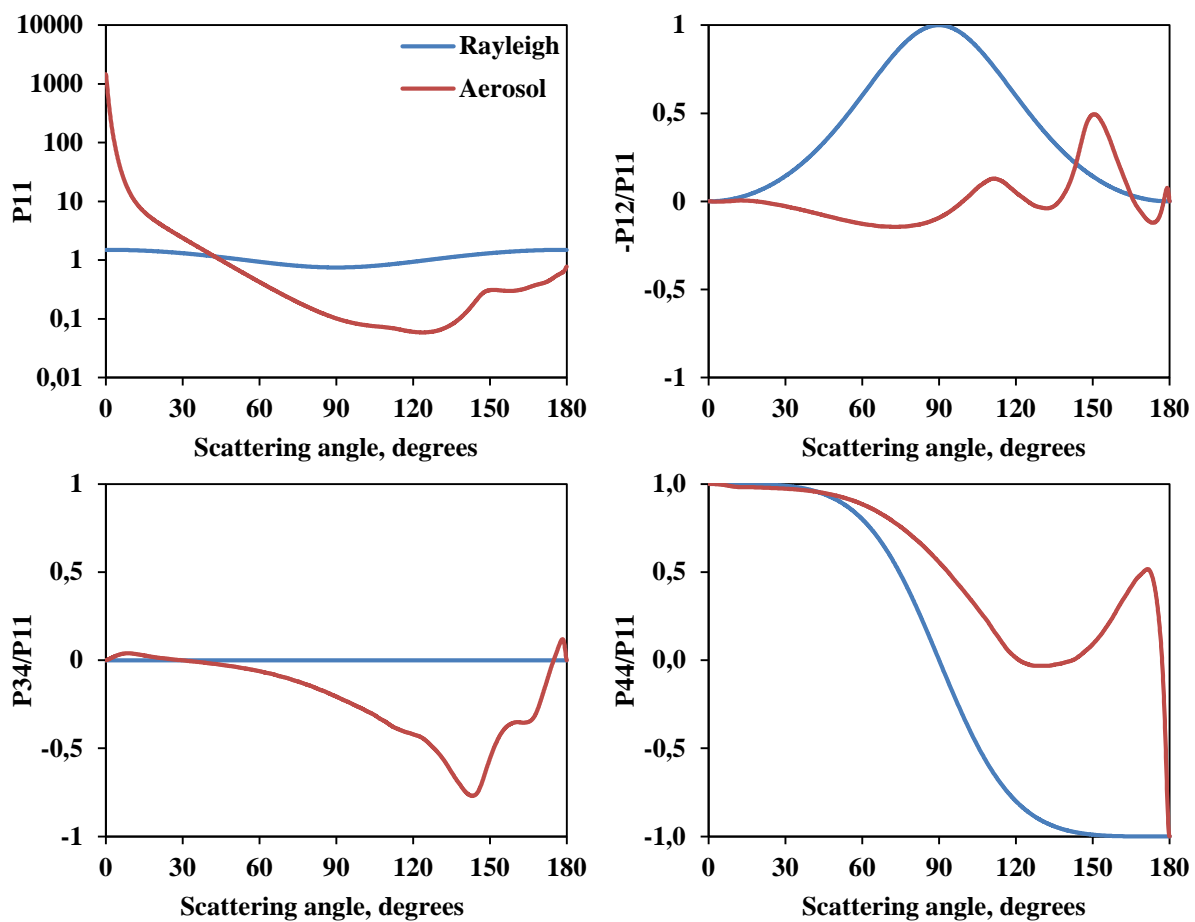 10000
1000
100
10
1
0,1
0,01
P11
Rayleigh
Aerosol
0 30 60 90 120 150 180
Scattering angle, degrees
1
0,5
0
-0,5
-1
-P12/P11
0 30 60 90 120 150 180
Scattering angle, degrees
1
0,5
0
-0,5
-1
P34/P11
0 30 60 90 120 150 180
Scattering angle, degrees
1,0
0,5
0,0
-0,5
-1,0
P44/P11
0 30 60 90 120 150 180
Scattering angle, degrees